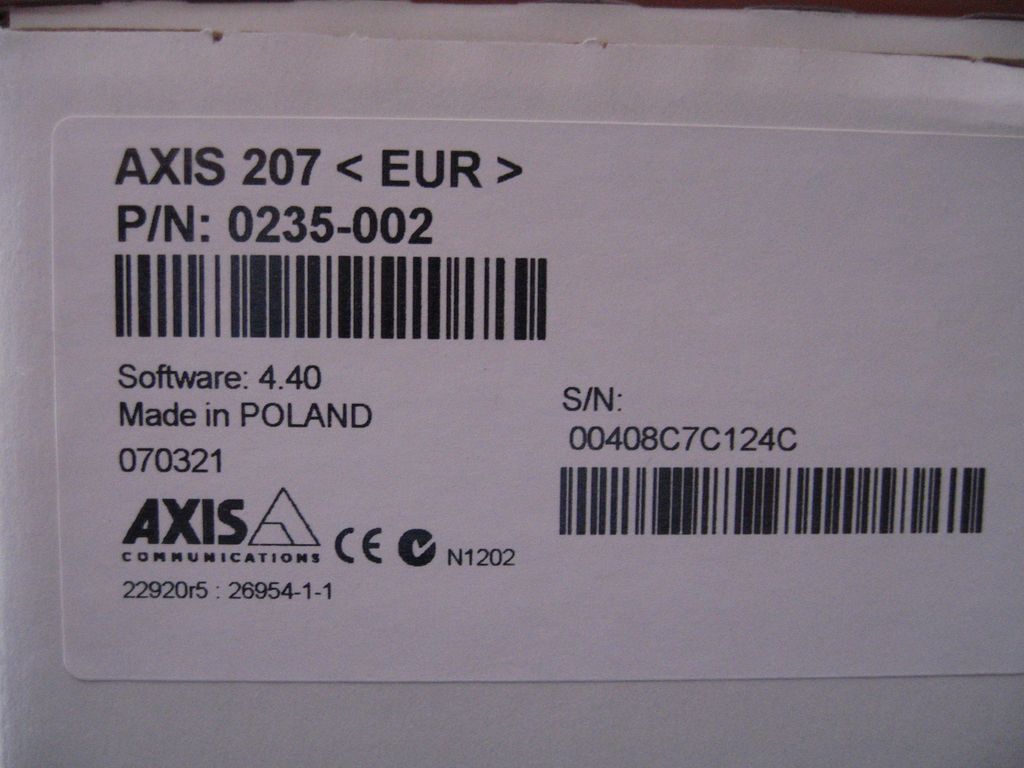 AXIS 207 < EUR >
P/N: 0235-002
Software: 4.40
Made in POLAND
070321
S/N:
00408C7C124C
AXIS
COMMUNICATIONS
CE N1202
22920r5 : 26954-1-1